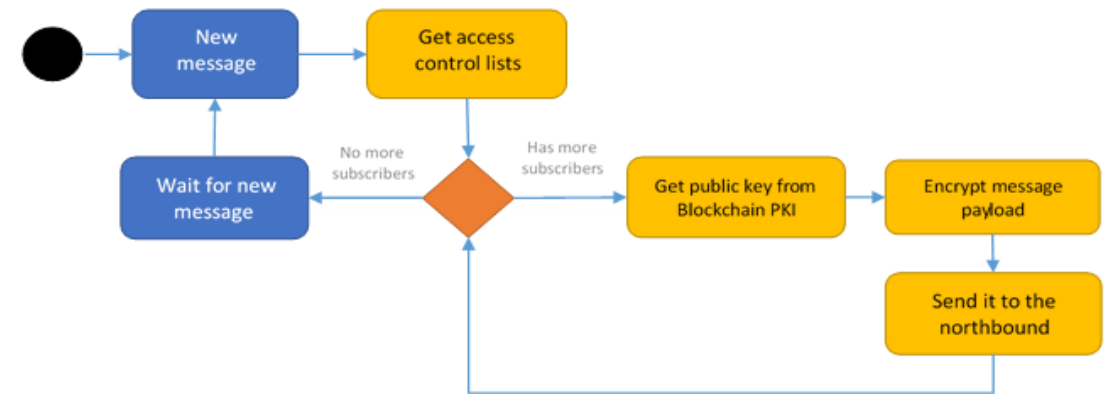 New
message
Get access
control lists
No more
subscribers
Has more
subscribers
Wait for new
message
Get public key from
Blockchain PKI
Encrypt message
payload
Send it to the
northbound